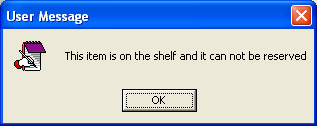 User Message
This item is on the shelf and it can not be reserved
OK